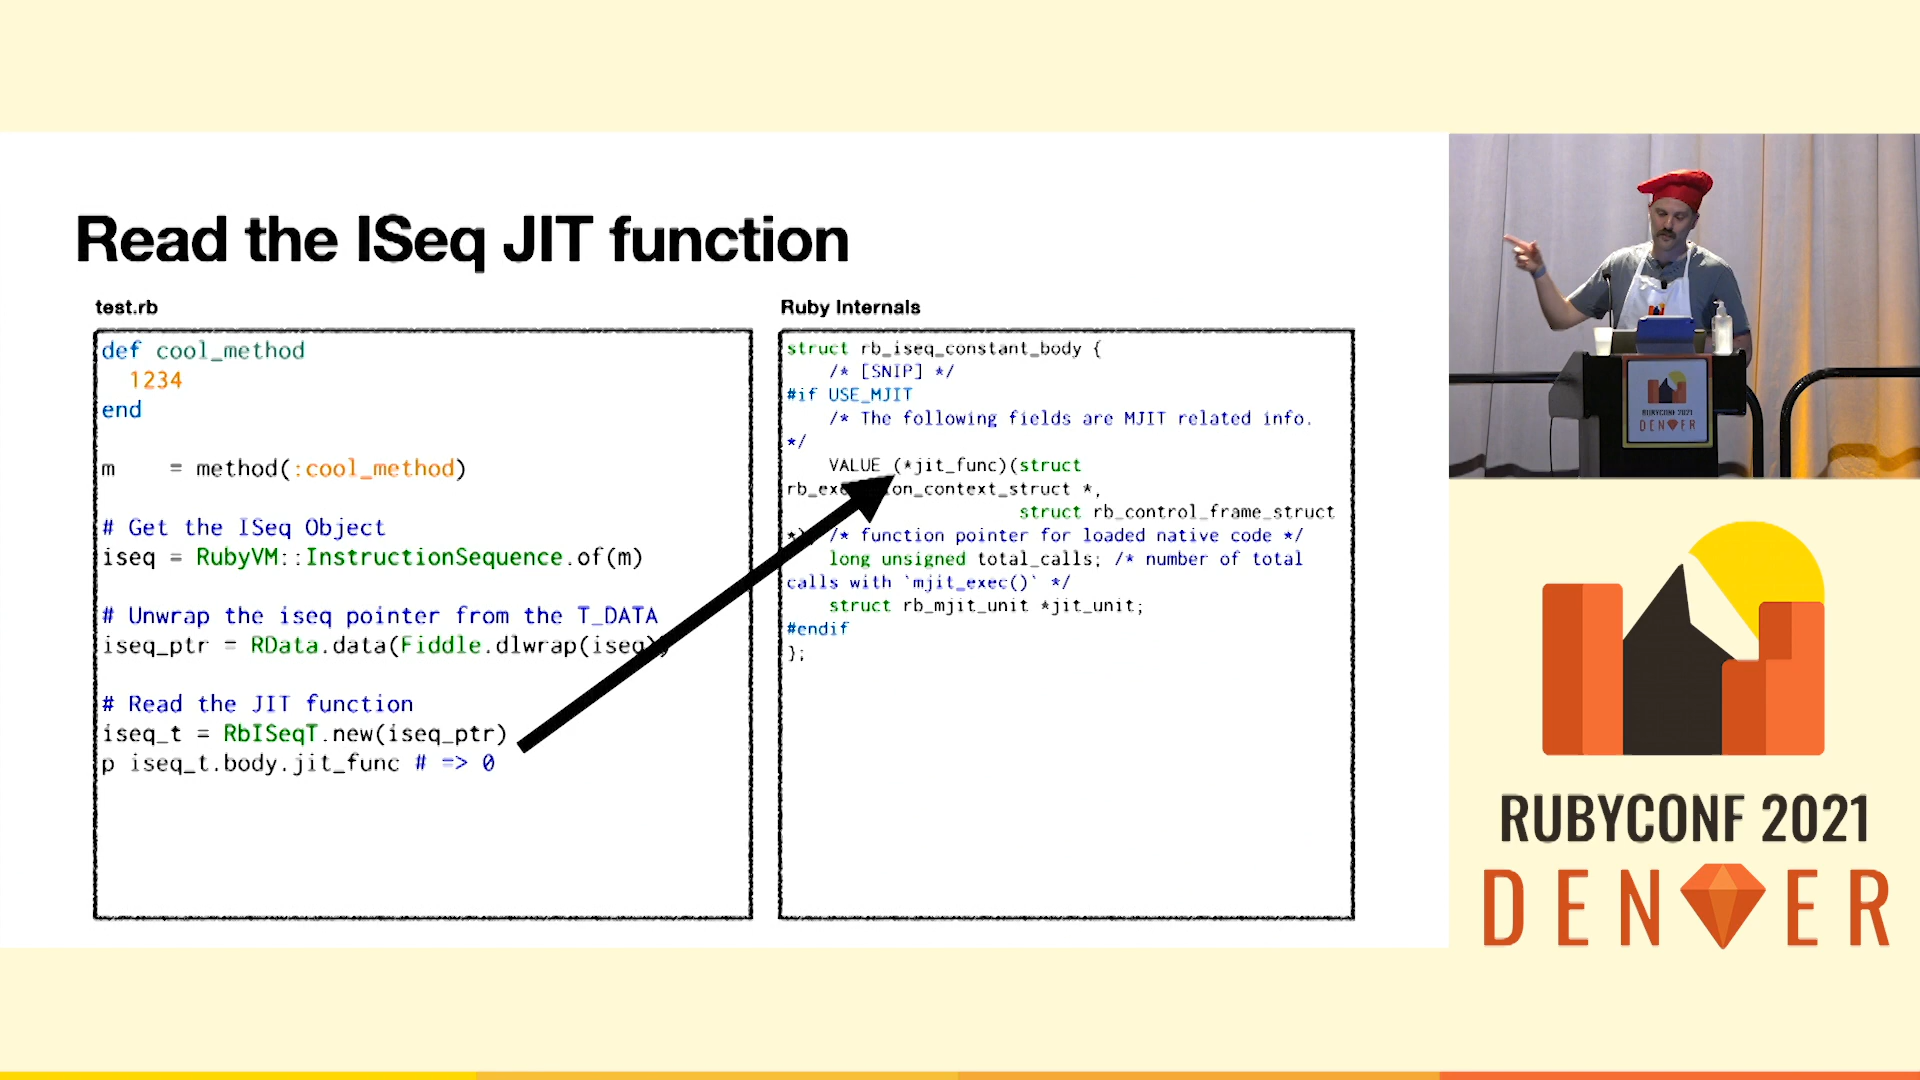 Read the ISeq JIT function
test.rb
def cool_method
  1234
end
m    = method(:cool_method)
# Get the ISeq Object
iseq = RubyVM::InstructionSequence.of(m)
# Unwrap the iseq pointer from the T_DATA
iseq_ptr = RData.data(Fiddle.dlwrap(iseq))
# Read the JIT function
iseq_t = RbISeqT.new(iseq_ptr)
p iseq_t.body.jit_func # => 0
Ruby Internals
struct rb_iseq_constant_body {
    /* [SNIP] */
#if USE_MJIT
    /* The following fields are MJIT related info.
*/
    VALUE (*jit_func)(struct
rb_execution_context_struct *,
                      struct rb_control_frame_struct
*); /* function pointer for loaded native code */
    long unsigned total_calls; /* number of total
calls with `mjit_exec()` */
    struct rb_mjit_unit *jit_unit;
#endif
};
RUBYCONF 2021
DENVER
RUBYCONF 2021
DENVER